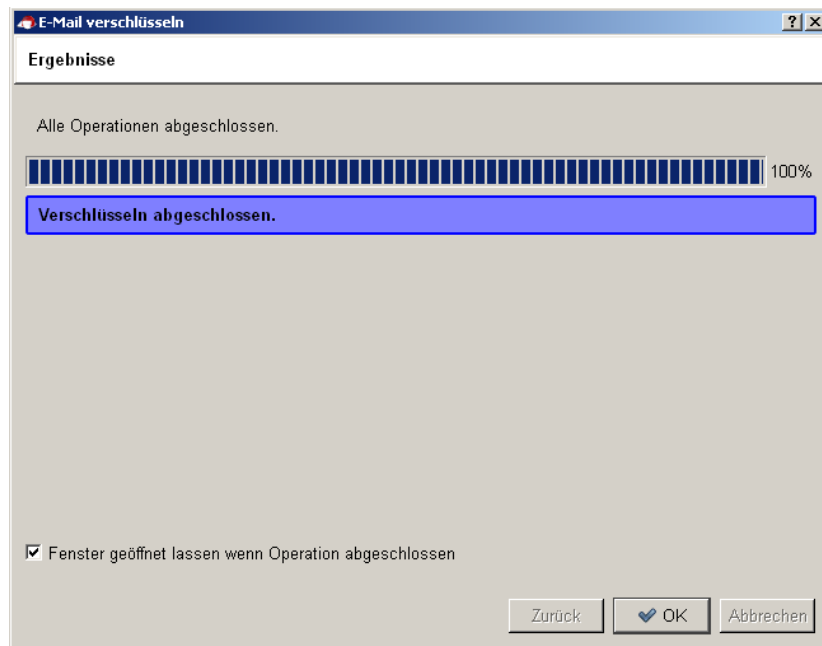 E-Mail verschlüsseln
Ergebnisse
Alle Operationen abgeschlossen.
100%
Verschlüsseln abgeschlossen.
Fenster geöffnet lassen wenn Operation abgeschlossen
Zurück OK Abbrechen